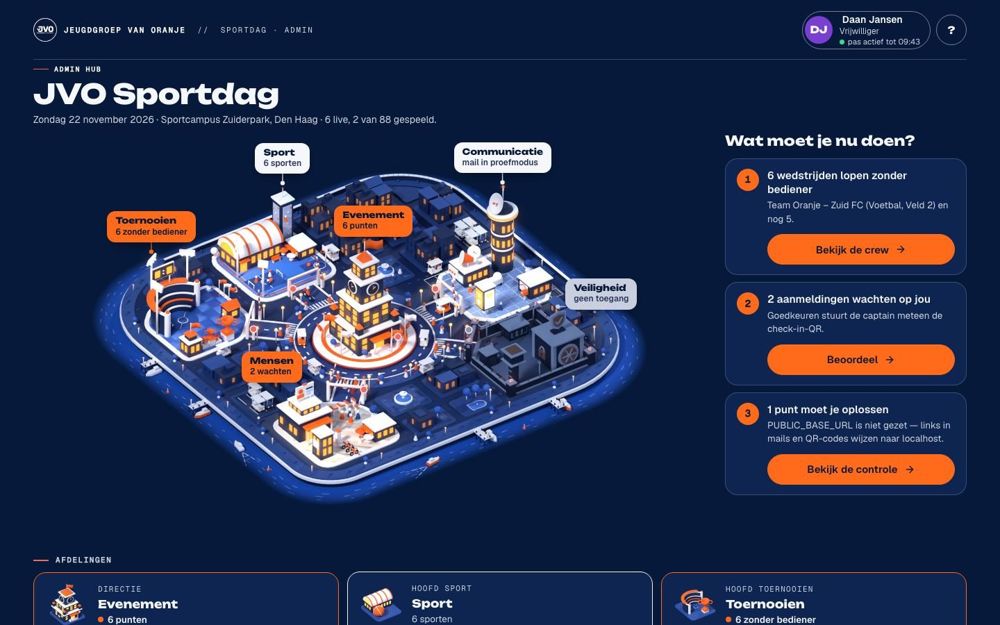 JVO JEUGDGROEP VAN ORANJE // SPORTDAG · ADMIN
DJ
Daan Jansen
Vrijwilliger
pas actief tot 09:43
?
ADMIN HUB
JVO Sportdag
Zondag 22 november 2026 · Sportcampus Zuiderpark, Den Haag · 6 live, 2 van 88 gespeeld.
Sport
6 sporten
Communicatie
mail in proefmodus
Toernooien
6 zonder bediener
Evenement
6 punten
Veiligheid
geen toegang
Mensen
2 wachten
Wat moet je nu doen?
1
6 wedstrijden lopen zonder
bediener
Team Oranje – Zuid FC (Voetbal, Veld 2) en
nog 5.
Bekijk de crew →
2
2 aanmeldingen wachten op jou
Goedkeuren stuurt de captain meteen de
check-in-QR.
Beoordeel →
3
1 punt moet je oplossen
PUBLIC_BASE_URL is niet gezet — links in
mails en QR-codes wijzen naar localhost.
Bekijk de controle →
AFDELINGEN
DIRECTIE
Evenement
6 punten
HOOFD SPORT
Sport
6 sporten
HOOFD TOERNOOIEN
Toernooien
6 zonder bediener